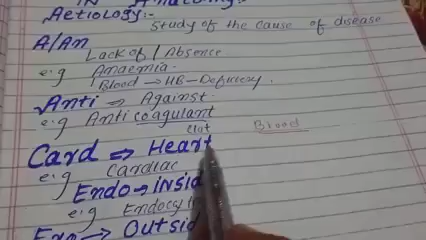 Aetiology:-
Study of the cause of disease
A/An
Lack of / Absence
e.g Anaemia
Blood → HB - Deficiency.
Anti ⇒ Against
e.g Anti coagulant
clot Blood
Card ⇒ Heart
e.g Cardiac
Endo → insid
e.g
Exo → Outsid